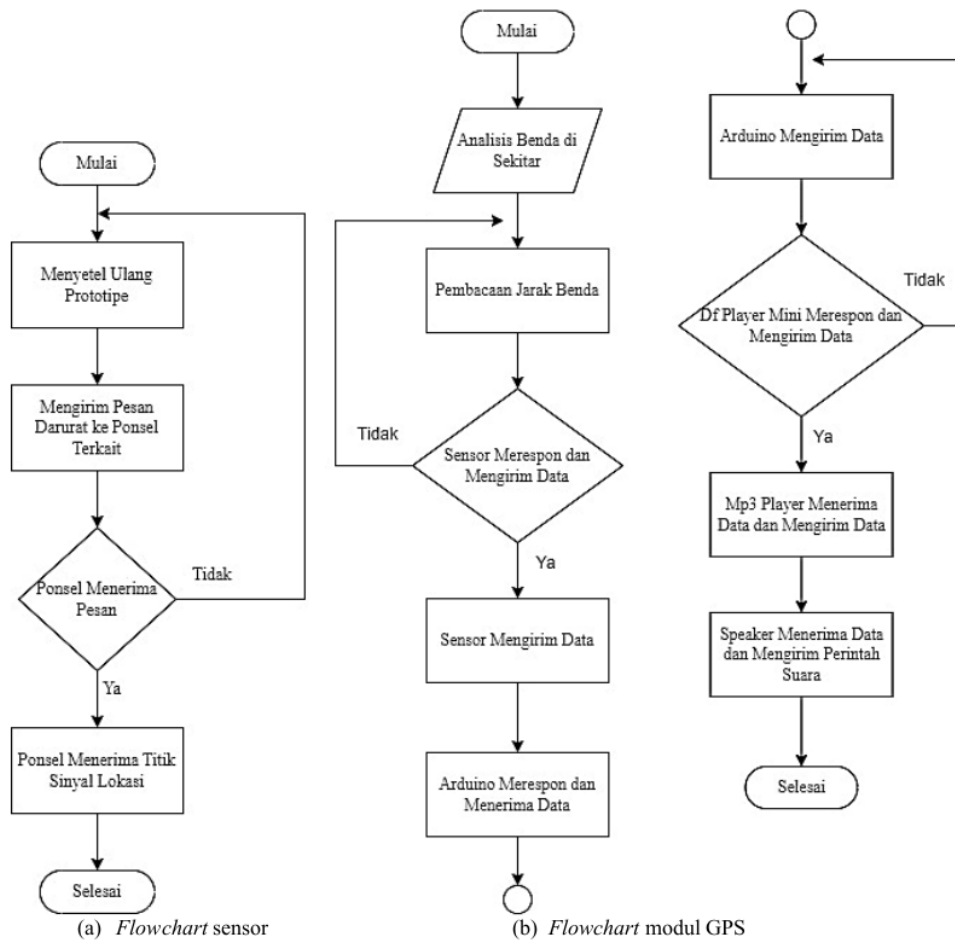 Mulai
Menyetel Ulang
Prototipe
Mengirim Pesan
Darurat ke Ponsel
Terkait
Ponsel Menerima
Pesan
Tidak
Ya
Ponsel Menerima Titik
Sinyal Lokasi
Selesai
(a) Flowchart sensor
Mulai
Analisis Benda di
Sekitar
Pembacaan Jarak Benda
Tidak
Sensor Merespon dan
Mengirim Data
Ya
Sensor Mengirim Data
Arduino Merespon dan
Menerima Data
Arduino Mengirim Data
Tidak
Df Player Mini Merespon dan
Mengirim Data
Ya
Mp3 Player Menerima
Data dan Mengirim Data
Speaker Menerima Data
dan Mengirim Perintah
Suara
Selesai
(b) Flowchart modul GPS